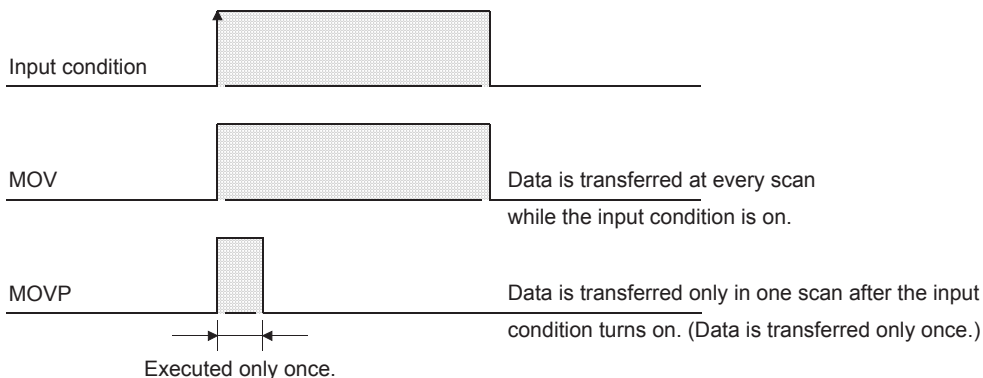 Input condition
MOV
Data is transferred at every scan
while the input condition is on.
MOVP
Data is transferred only in one scan after the input
condition turns on. (Data is transferred only once.)
Executed only once.